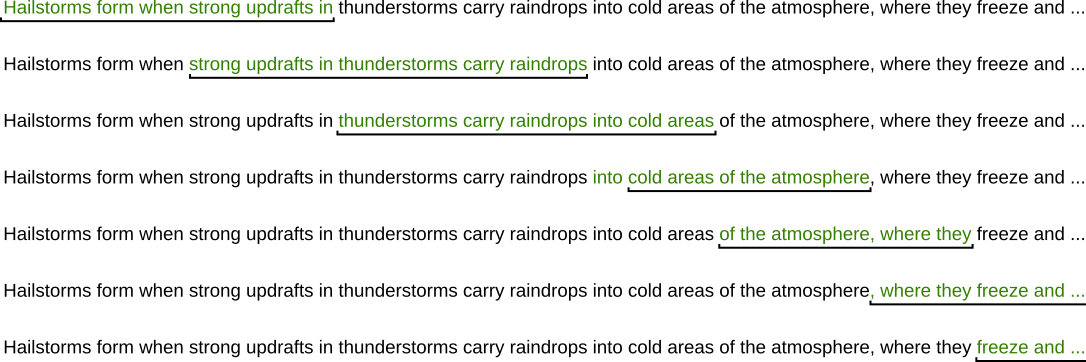 Hailstorms form when strong updrafts in thunderstorms carry raindrops into cold areas of the atmosphere, where they freeze and ...
Hailstorms form when strong updrafts in thunderstorms carry raindrops into cold areas of the atmosphere, where they freeze and ...
Hailstorms form when strong updrafts in thunderstorms carry raindrops into cold areas of the atmosphere, where they freeze and ...
Hailstorms form when strong updrafts in thunderstorms carry raindrops into cold areas of the atmosphere, where they freeze and ...
Hailstorms form when strong updrafts in thunderstorms carry raindrops into cold areas of the atmosphere, where they freeze and ...
Hailstorms form when strong updrafts in thunderstorms carry raindrops into cold areas of the atmosphere, where they freeze and ...
Hailstorms form when strong updrafts in thunderstorms carry raindrops into cold areas of the atmosphere, where they freeze and ...